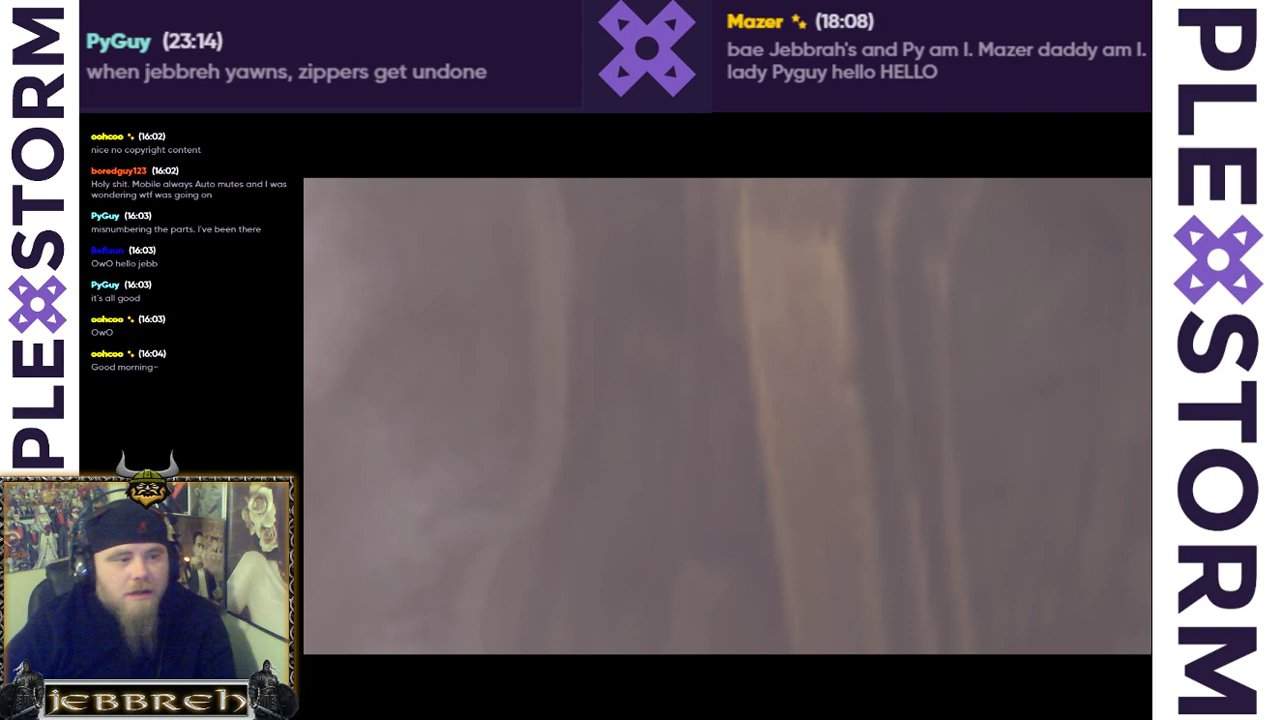 PLE STORM
PyGuy (23:14)
when jebbreh yawns, zippers get undone
Mazer (18:08)
bae Jebbrah's and Py am I. Mazer daddy am I.
lady Pyguy hello HELLO
PLE STORM
oohcoo (16:02)
nice no copyright content
boredguy123 (16:02)
Holy shit. Mobile always Auto mutes and I was
wondering wtf was going on
PyGuy (16:03)
misnumbering the parts. I've been there
(16:03)
OwO hello jebb
PyGuy (16:03)
it's all good
oohcoo (16:03)
OwO
oohcoo (16:04)
Good morning~
JEBBREH